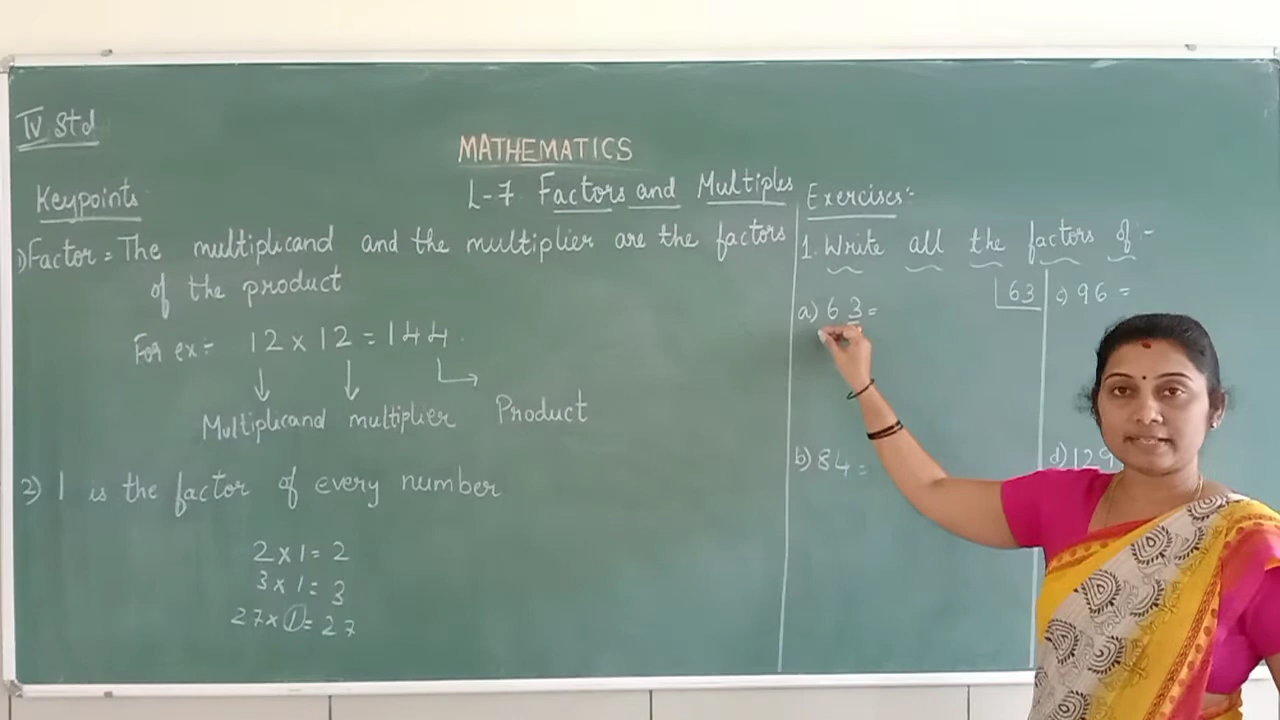 IV Std
MATHEMATICS
L-7 Factors and Multiples
Keypoints
1) Factor = The multiplicand and the multiplier are the factors
of the product
For ex:- 12 x 12 = 144.
Multiplicand multiplier Product
2) 1 is the factor of every number
2 x 1 = 2
3 x 1 = 3
27 x 1 = 27
Exercises:-
1. Write all the factors of :-
a) 63 =
63
b) 84 =
c) 96 =
d) 129